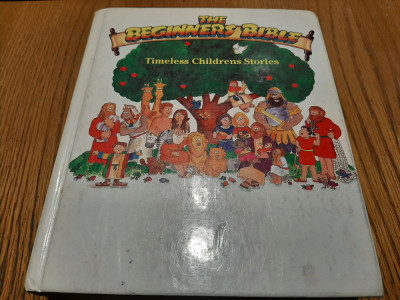 THE
BEGINNERS BIBLE
Timeless Childrens Stories